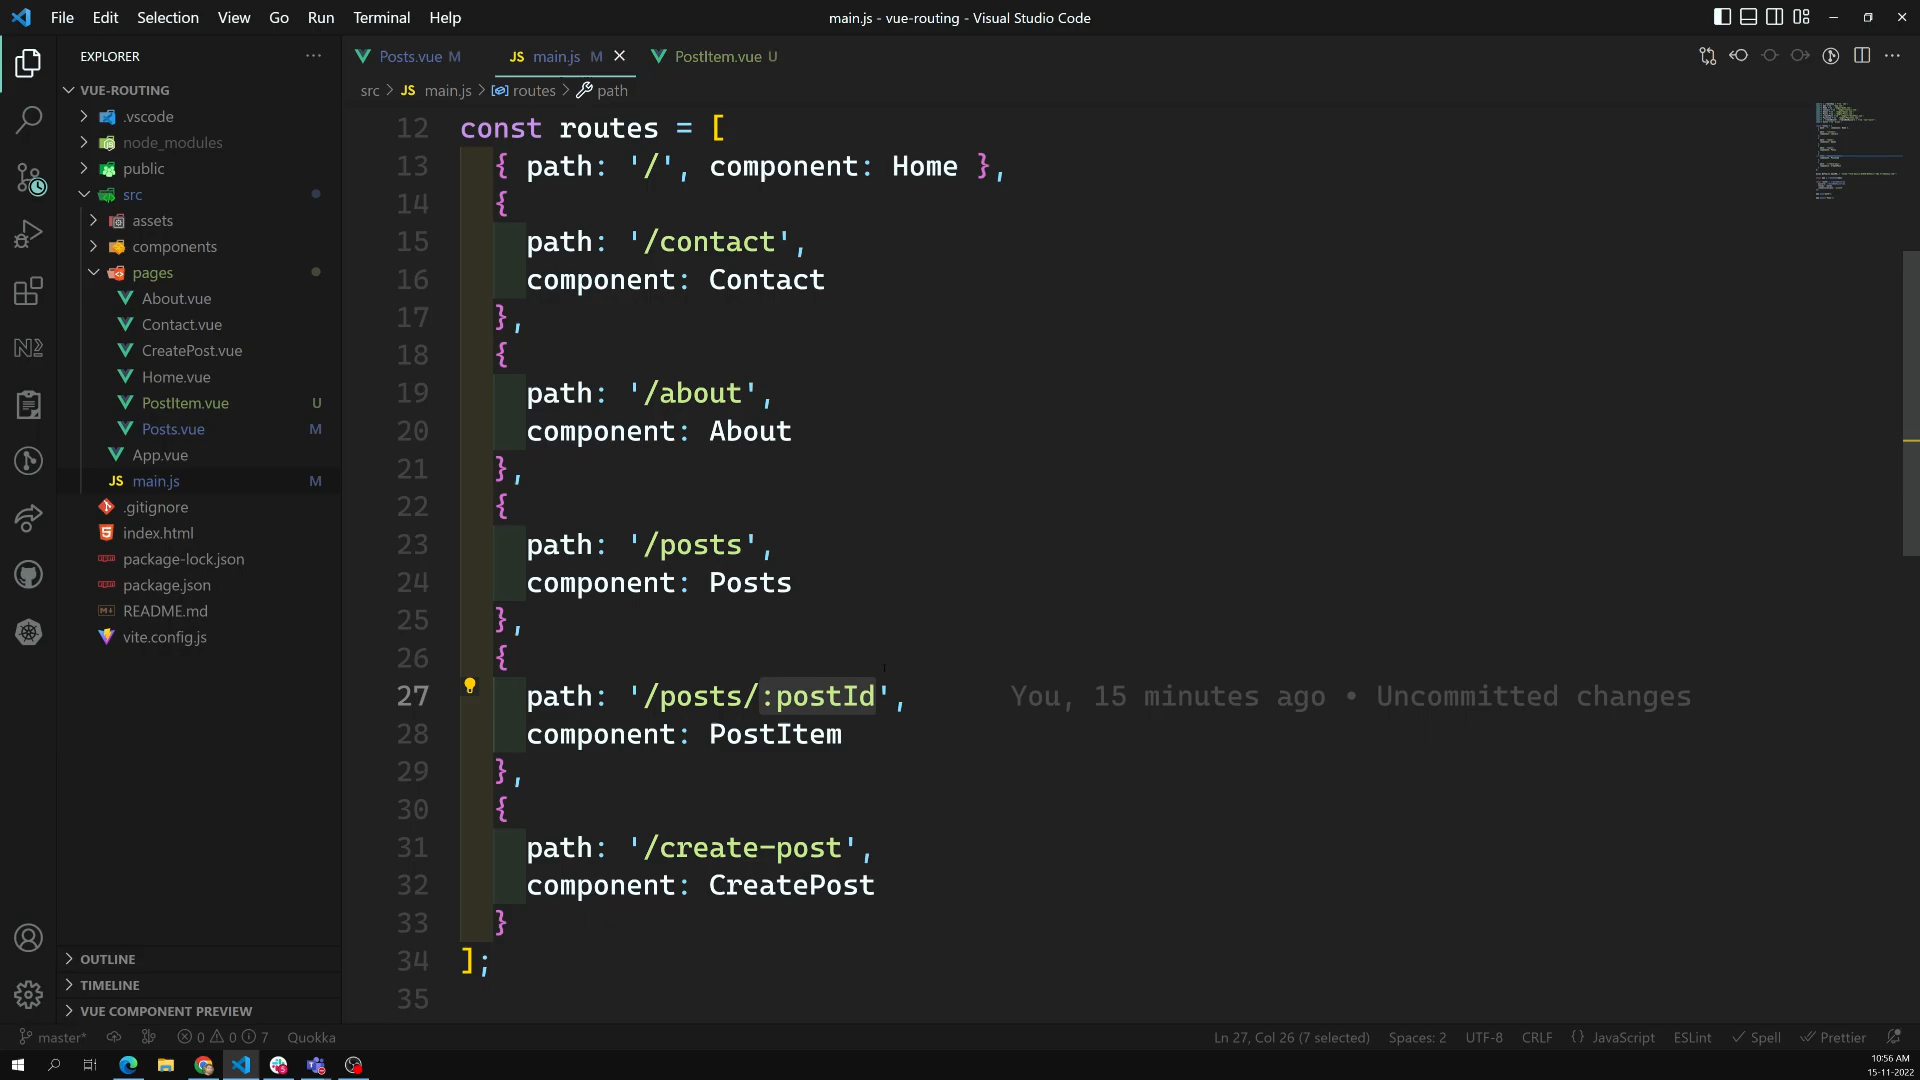 File Edit Selection View Go Run Terminal Help
main.js - vue-routing - Visual Studio Code
EXPLORER
VUE-ROUTING
.vscode
node_modules
public
src
assets
components
pages
About.vue
Contact.vue
CreatePost.vue
Home.vue
PostItem.vue U
Posts.vue M
App.vue
JS main.js M
.gitignore
index.html
package-lock.json
package.json
README.md
vite.config.js
OUTLINE
TIMELINE
VUE COMPONENT PREVIEW
Posts.vue M
JS main.js M
PostItem.vue U
src > JS main.js > routes > path
12 const routes = [
13 { path: '/', component: Home },
14 {
15 path: '/contact',
16 component: Contact
17 },
18 {
19 path: '/about',
20 component: About
21 },
22 {
23 path: '/posts',
24 component: Posts
25 },
26 {
27 path: '/posts/:postId', You, 15 minutes ago • Uncommitted changes
28 component: PostItem
29 },
30 {
31 path: '/create-post',
32 component: CreatePost
33 }
34 ];
35
master* 0 0 7 Quokka Ln 27, Col 26 (7 selected) Spaces: 2 UTF-8 CRLF {} JavaScript ESLint Spell Prettier
10:56 AM
15-11-2022